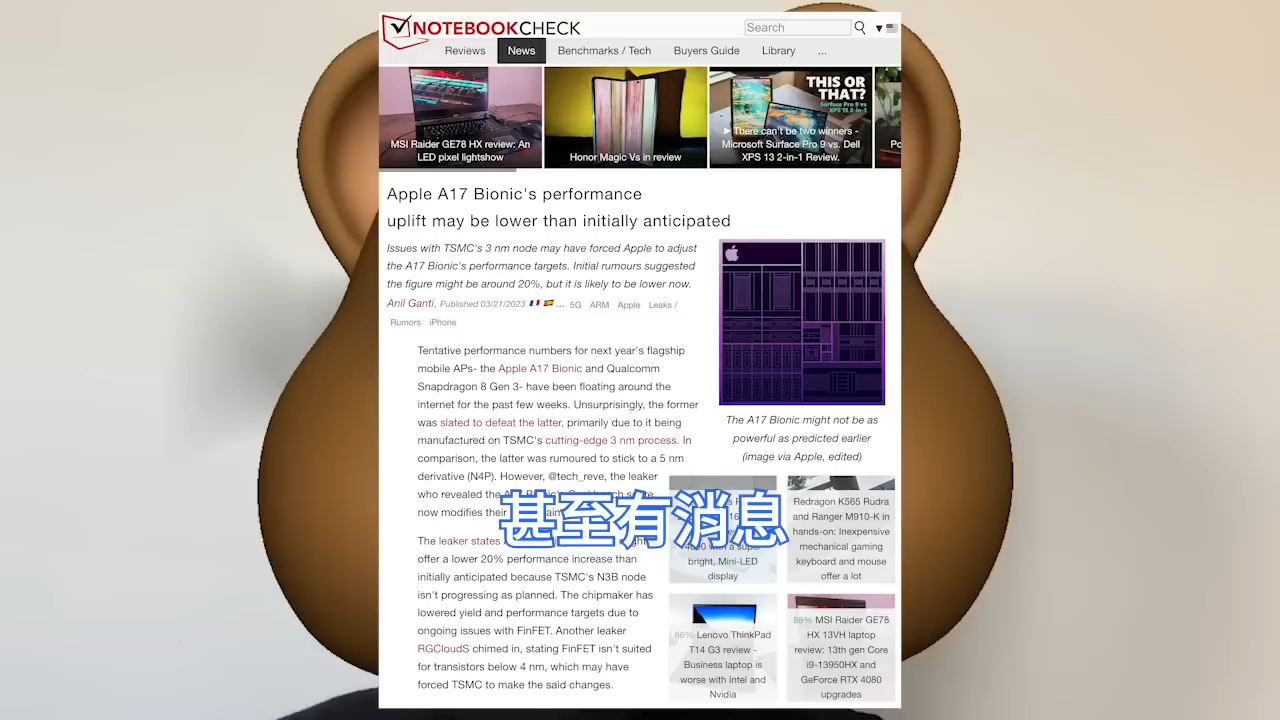 NOTEBOOKCHECK
Search
Reviews
News
Benchmarks / Tech
Buyers Guide
Library
...
MSI Raider GE78 HX review: An
LED pixel lightshow
Honor Magic Vs in review
THIS OR
THAT?
Surface Pro 9 vs
XPS 13 2-in-1
► There can't be two winners -
Microsoft Surface Pro 9 vs. Dell
XPS 13 2-in-1 Review.
Apple A17 Bionic's performance
uplift may be lower than initially anticipated
Issues with TSMC's 3 nm node may have forced Apple to adjust
the A17 Bionic's performance targets. Initial rumours suggested
the figure might be around 20%, but it is likely to be lower now.
Anil Ganti, Published 03/21/2023 ... 5G ARM Apple Leaks /
Rumors iPhone
Tentative performance numbers for next year's flagship
mobile APs- the Apple A17 Bionic and Qualcomm
Snapdragon 8 Gen 3- have been floating around the
internet for the past few weeks. Unsurprisingly, the former
was slated to defeat the latter, primarily due to it being
manufactured on TSMC's cutting-edge 3 nm process. In
comparison, the latter was rumoured to stick to a 5 nm
derivative (N4P). However, @tech_reve, the leaker
who revealed the
now modifies their
The leaker states
offer a lower 20% performance increase than
initially anticipated because TSMC's N3B node
isn't progressing as planned. The chipmaker has
lowered yield and performance targets due to
ongoing issues with FinFET. Another leaker
RGCloudS chimed in, stating FinFET isn't suited
for transistors below 4 nm, which may have
forced TSMC to make the said changes.
The A17 Bionic might not be as
powerful as predicted earlier
(image via Apple, edited)
with a super
bright, Mini-LED
display
Redragon K565 Rudra
and Ranger M910-K in
hands-on: Inexpensive
mechanical gaming
keyboard and mouse
offer a lot
86% Lenovo ThinkPad
T14 G3 review -
Business laptop is
worse with Intel and
Nvidia
88% MSI Raider GE78
HX 13VH laptop
review: 13th gen Core
i9-13950HX and
GeForce RTX 4080
upgrades
甚至有消息